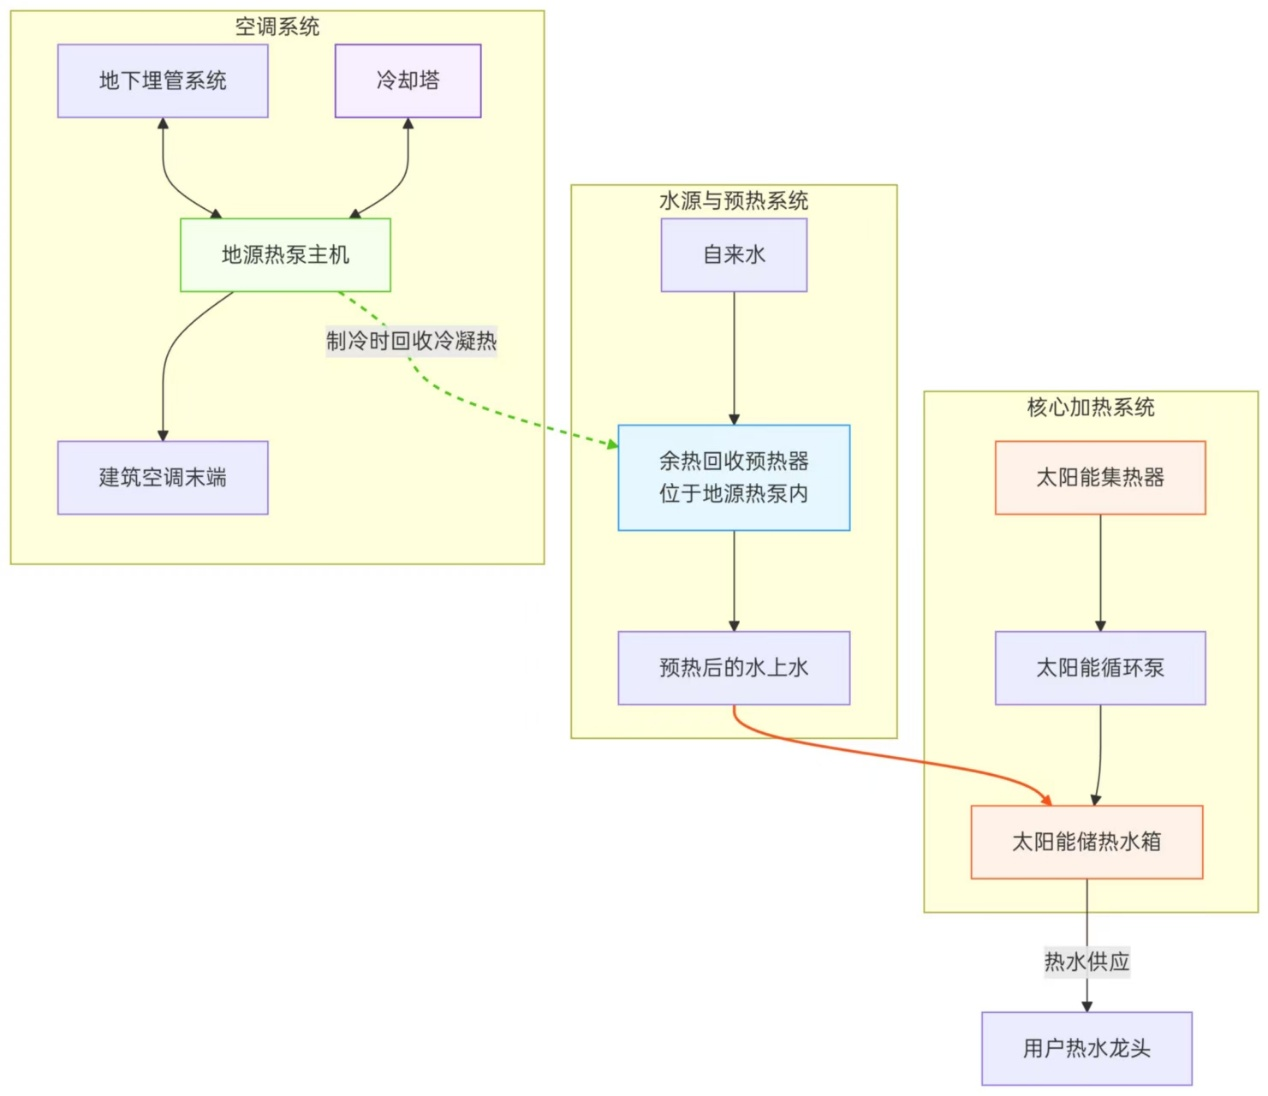 空调系统
地下埋管系统
冷却塔
地源热泵主机
制冷时回收冷凝热
建筑空调末端
水源与预热系统
自来水
余热回收预热器
位于地源热泵内
预热后的水上水
核心加热系统
太阳能集热器
太阳能循环泵
太阳能储热水箱
热水供应
用户热水龙头